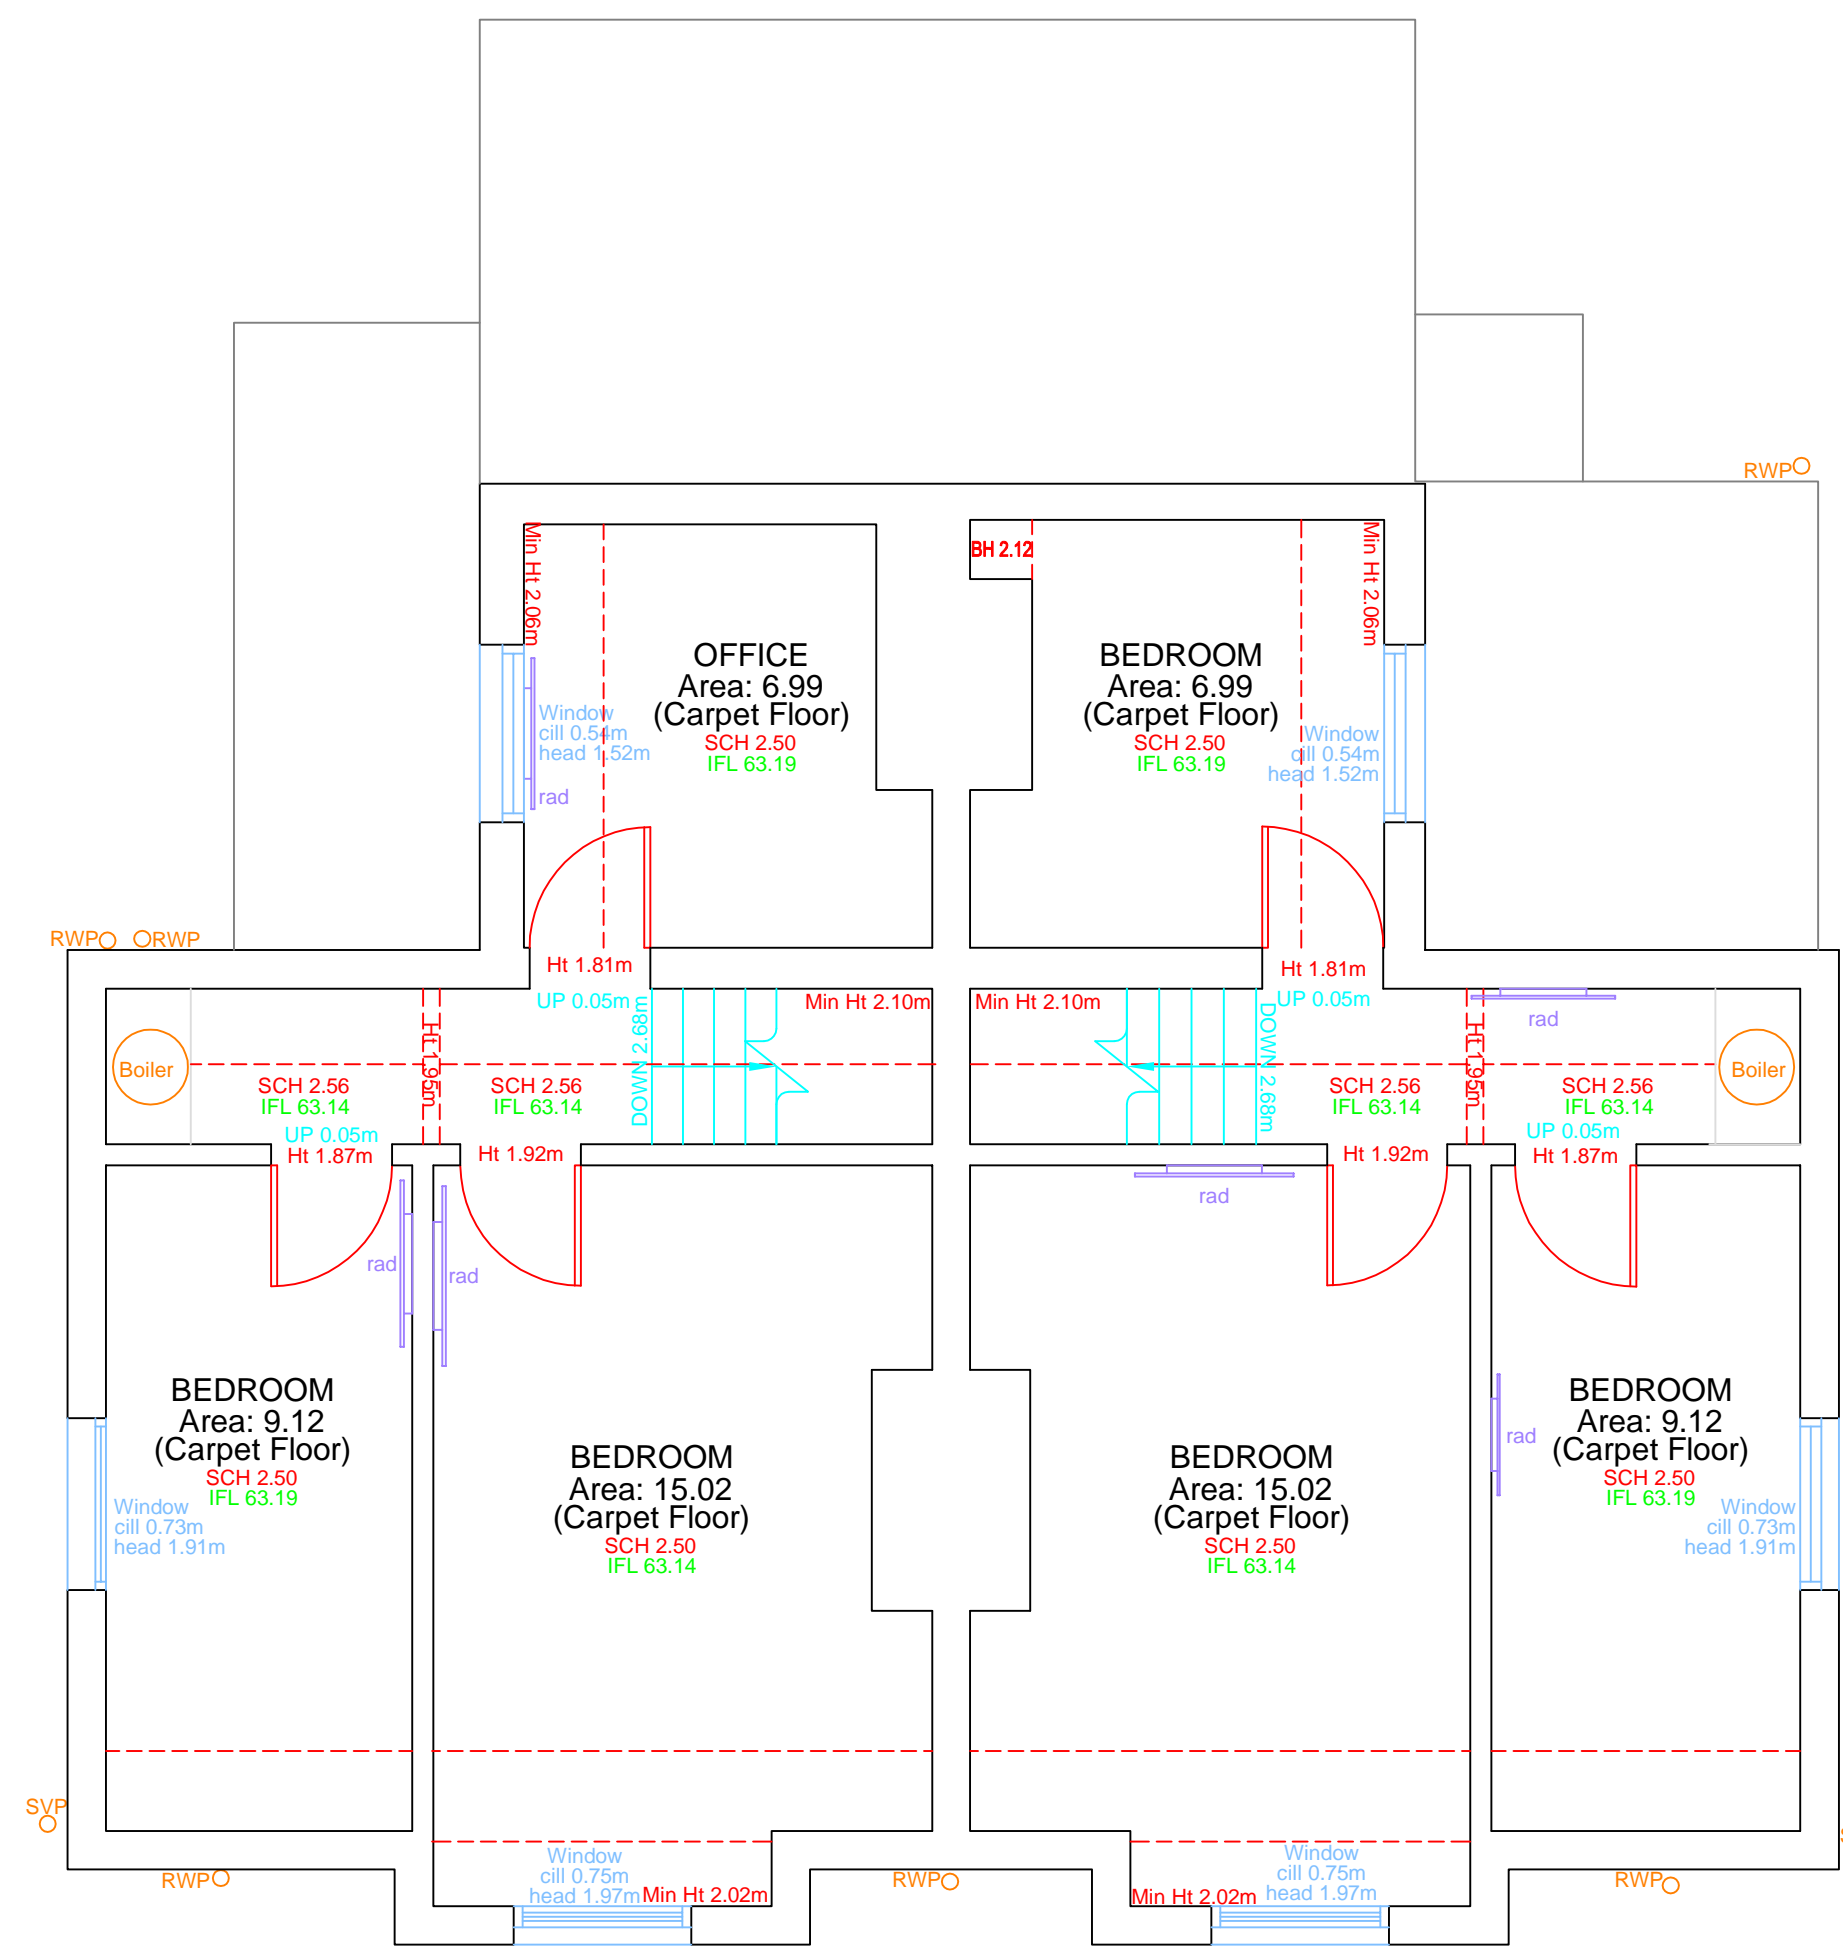 RWP
BH 2.12
Min Ht 2.06m
Min Ht 2.06m
OFFICE
Area: 6.99
(Carpet Floor)
SCH 2.50
IFL 63.19
BEDROOM
Area: 6.99
(Carpet Floor)
SCH 2.50
IFL 63.19
Window
cill 0.54m
head 1.52m
rad
Window
cill 0.54m
head 1.52m
RWP
RWP
Ht 1.81m
UP 0.05m
DOWN 2.68m
Min Ht 2.10m
Min Ht 2.10m
Ht 1.81m
UP 0.05m
DOWN 2.68m
rad
Boiler
SCH 2.56
IFL 63.14
UP 0.05m
Ht 1.87m
Ht 1.95m
SCH 2.56
IFL 63.14
Ht 1.92m
SCH 2.56
IFL 63.14
Ht 1.92m
Ht 1.95m
SCH 2.56
IFL 63.14
UP 0.05m
Ht 1.87m
Boiler
rad
rad
rad
rad
BEDROOM
Area: 9.12
(Carpet Floor)
SCH 2.50
IFL 63.19
Window
cill 0.73m
head 1.91m
BEDROOM
Area: 15.02
(Carpet Floor)
SCH 2.50
IFL 63.14
BEDROOM
Area: 15.02
(Carpet Floor)
SCH 2.50
IFL 63.14
BEDROOM
Area: 9.12
(Carpet Floor)
SCH 2.50
IFL 63.19
Window
cill 0.73m
head 1.91m
SVP
RWP
Window
cill 0.75m
head 1.97m
Min Ht 2.02m
RWP
Min Ht 2.02m
Window
cill 0.75m
head 1.97m
RWP